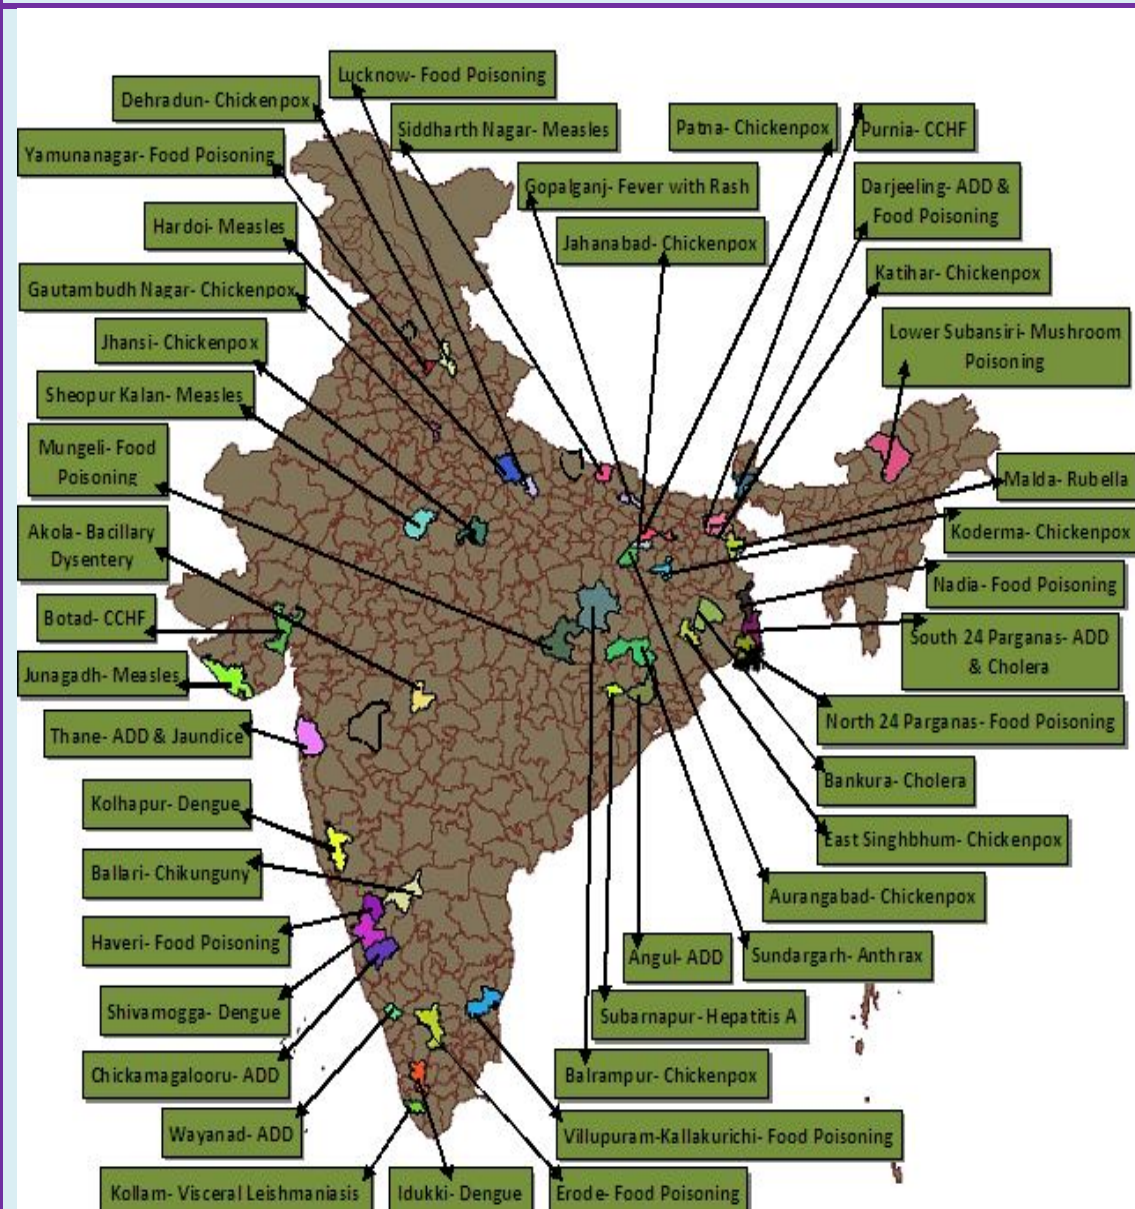 Lucknow- Food Poisoning
Dehradun- Chickenpox
Siddharth Nagar- Measles
Patna- Chickenpox
Purnia- CCHF
Yamunanagar- Food Poisoning
Gopalganj- Fever with Rash
Darjeeling- ADD &
Food Poisoning
Hardoi- Measles
Jahanabad- Chickenpox
Katihar- Chickenpox
Gautambudh Nagar- Chickenpox
Lower Subansiri- Mushroom
Poisoning
Jhansi- Chickenpox
Sheopur Kalan- Measles
Mungeli- Food
Poisoning
Malda- Rubella
Akola- Bacillary
Dysentery
Koderma- Chickenpox
Nadia- Food Poisoning
Botad- CCHF
South 24 Parganas- ADD
& Cholera
Junagadh- Measles
North 24 Parganas- Food Poisoning
Thane- ADD & Jaundice
Bankura- Cholera
Kolhapur- Dengue
East Singhbhum- Chickenpox
Ballari- Chikunguny
Aurangabad- Chickenpox
Haveri- Food Poisoning
Angul- ADD
Sundargarh- Anthrax
Shivamogga- Dengue
Subarnapur- Hepatitis A
Chickamagalooru- ADD
Balrampur- Chickenpox
Wayanad- ADD
Villupuram-Kallakurichi- Food Poisoning
Kollam- Visceral Leishmaniasis
Idukki- Dengue
Erode- Food Poisoning